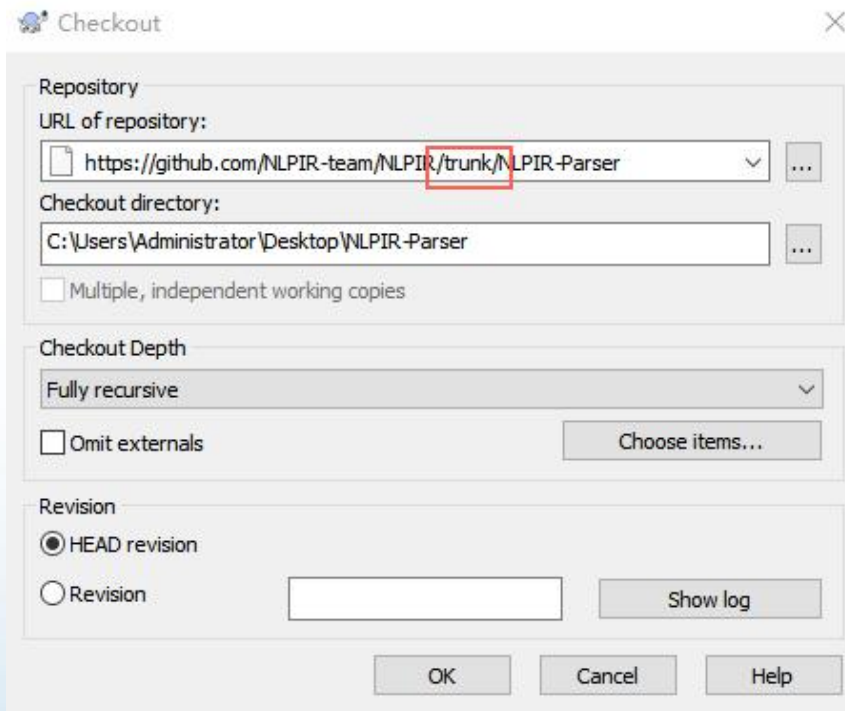 Checkout
Repository
URL of repository:
https://github.com/NLPIR-team/NLPIR/trunk/NLPIR-Parser
...
Checkout directory:
C:\Users\Administrator\Desktop\NLPIR-Parser
...
Multiple, independent working copies
Checkout Depth
Fully recursive
Omit externals
Choose items...
Revision
HEAD revision
Revision
Show log
OK Cancel Help